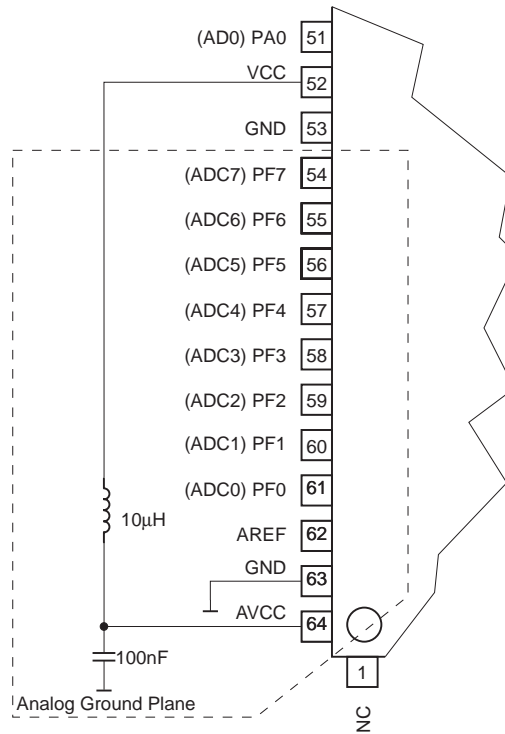 (AD0) PA0 51
VCC 52
GND 53
(ADC7) PF7 54
(ADC6) PF6 55
(ADC5) PF5 56
(ADC4) PF4 57
(ADC3) PF3 58
(ADC2) PF2 59
(ADC1) PF1 60
(ADC0) PF0 61
10μH
AREF 62
GND 63
AVCC 64
100nF
1
Analog Ground Plane
NC